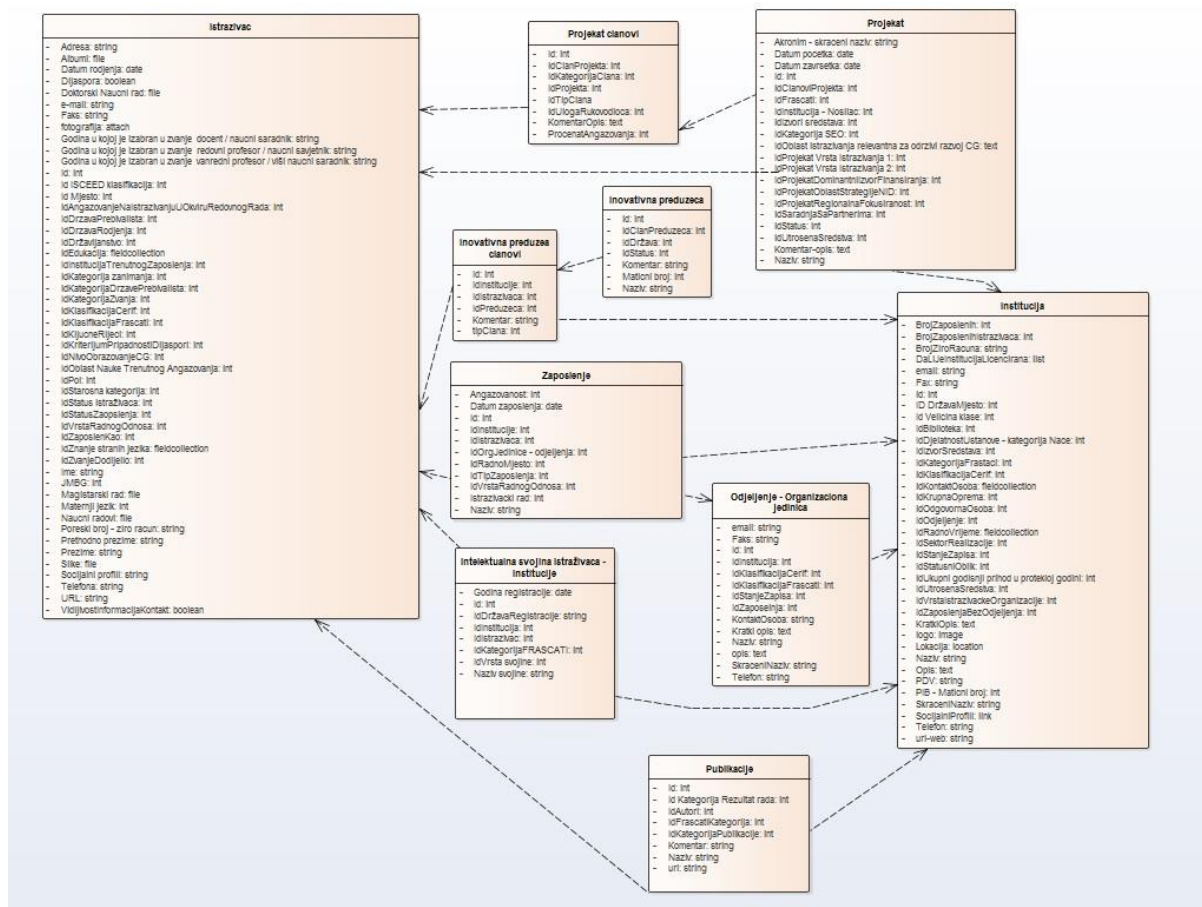 Istrazivac
- Adresa: string
- Albumi: file
- Datum rodjenja: date
- Dijaspora: boolean
- Doktorski Naucni rad: file
- e-mail: string
- Faks: string
- fotografija: attach
- Godina u kojoj je izabran u zvanje docent / naucni saradnik: string
- Godina u kojoj je izabran u zvanje redovni profesor / naucni savjetnik: string
- Godina u kojoj je izabran u zvanje vanredni profesor / viši naucni saradnik: string
- id: int
- id ISCEED klasifikacija: int
- id Mjesto: int
- idAngazovanjeNaIstrazivanjuUOkviruRedovnogRada: int
- idDrzavaPrebivalista: int
- idDrzavaRodjenja: int
- idDržavljanstvo: int
- idEdukacija: fieldcollection
- idInstitucijaTrenutnogZaposlenja: int
- idKategorija zanimanja: int
- idKategorijaDrzavePrebivalista: int
- idKategorijaZvanja: int
- idKlasifikacijaCerif: int
- idKlasifikacijaFrascati: int
- idKljucneRijeci: int
- idKriterijumPripadnostiDijaspori: int
- idNivoObrazovanjeCG: int
- idOblast Nauke Trenutnog Angazovanja: int
- idPol: int
- idStarosna kategorija: int
- idStatus Istraživaca: int
- idStatusZaopslenja: int
- idVrstaRadnogOdnosa: int
- idZaposlenKao: int
- idZnanje stranih jezika: fieldcollection
- idZvanjeDodijelio: int
- ime: string
- JMBG: int
- Magistarski rad: file
- Maternji jezik: int
- Naucni radovi: file
- Poreski broj - ziro racun: string
- Prethodno prezime: string
- Prezime: string
- Slike: file
- Socijalni profili: string
- Telefona: string
- URL: string
- VidljivostInformacijaKontakt: boolean
Projekat clanovi
- id: int
- idClanProjekta: int
- idKategorijaClana: int
- idProjekta: int
- idTipClana
- idUlogaRukovodioca: int
- KomentarOpis: text
- ProcenatAngazovanja: int
Projekat
- Akronim - skraceni naziv: string
- Datum pocetka: date
- Datum zavrsetka: date
- id: int
- idClanoviProjekta: int
- idFrascati: int
- idInstitucija - Nosilac: int
- idIzvori sredstava: int
- idKategorija SEO: int
- idOblast istrazivanja relevantna za odrzivi razvoj CG: text
- idProjekat Vrsta istrazivanja 1: int
- idProjekat Vrsta istrazivanja 2: int
- idProjekatDominantniIzvorFinansiranja: int
- idProjekatOblastStrategijeNID: int
- idProjekatRegionalnaFokusiranost: int
- idSaradnjaSaPartnerima: int
- idStatus: int
- idUtrosenaSredstva: int
- Komentar-opis: text
- Naziv: string
Inovativna preduzeca
- id: int
- idClanPreduzeca: int
- idDržava: int
- idStatus: int
- Komentar: string
- Maticni broj: int
- Naziv: string
Inovativna preduzea
clanovi
- id: int
- idInstitucije: int
- idIstrazivaca: int
- idPreduzeca: int
- Komentar: string
- tipClana: int
Zaposlenje
- Angazovanost: int
- Datum zaposlenja: date
- id: int
- idInstitucije: int
- idIstrazivaca: int
- idOrgJedinice - odjeljenja: int
- idRadnoMjesto: int
- idTipZaposlenja: int
- idVrstaRadnogOdnosa: int
- istrazivacki rad: int
- Naziv: string
Institucija
- BrojZaposlenih: int
- BrojZaposlenihIstrazivaca: int
- BrojZiroRacuna: string
- DaLiJeInstitucijaLicencirana: list
- email: string
- Fax: string
- id: int
- ID DržavaMjesto: int
- id Velicina klase: int
- idBiblioteka: int
- idDjelatnostUstanove - kategorija Nace: int
- idIzvorSredstava: int
- idKategorijaFrastaci: int
- idKlasifikacijaCerif: int
- idKontaktOsoba: fieldcollection
- idKrupnaOprema: int
- idOdgovornaOsoba: int
- idOdjeljenje: int
- idRadnoVrijeme: fieldcollection
- idSektorRealizacije: int
- idStanjeZapisa: int
- idStatusniOblik: int
- idUkupni godisnji prihod u protekloj godini: int
- idUtrosenaSredstva: int
- idVrstaIstrazivackeOrganizacije: int
- idZaposlenjaBezOdjeljenja: int
- KratkiOpis: text
- logo: image
- Lokacija: location
- Naziv: string
- Opis: text
- PDV: string
- PIB - Maticni broj: int
- SkraceniNaziv: string
- SocijalniProfili: link
- Telefon: string
- url-web: string
Odjeljenje - Organizaciona
jedinica
- email: string
- Faks: string
- id: int
- idInstitucija: int
- idKlasifikacijaCerif: int
- idKlasifikacijaFrascati: int
- idStanjeZapisa: int
- idZaposelnja: int
- KontaktOsoba: string
- Kratki opis: text
- Naziv: string
- opis: text
- SkraceniNaziv: string
- Telefon: string
Intelektualna svojina istraživaca -
institucije
- Godina registracije: date
- id: int
- idDržavaRegistracije: string
- idInstitucija: int
- idIstrazivac: int
- idKategorijaFRASCATI: int
- idVrsta svojine: int
- Naziv svojine: string
Publikacije
- id: int
- id Kategorija Rezultat rada: int
- idAutori: int
- idFrascatiKategorija: int
- idKategorijaPublikacije: int
- Komentar: string
- Naziv: string
- url: string